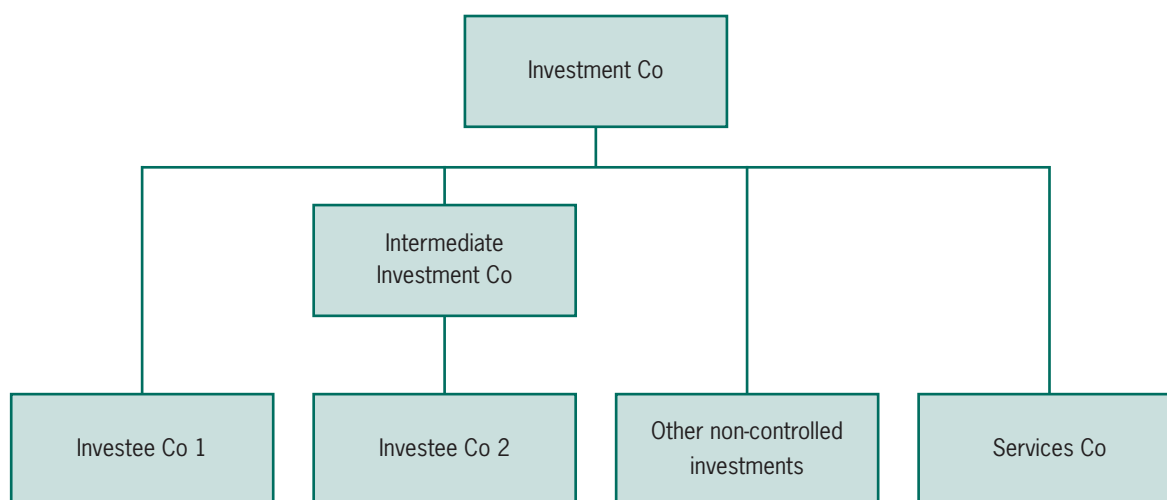 Investment Co
Intermediate
Investment Co
Investee Co 1
Investee Co 2
Other non-controlled
investments
Services Co